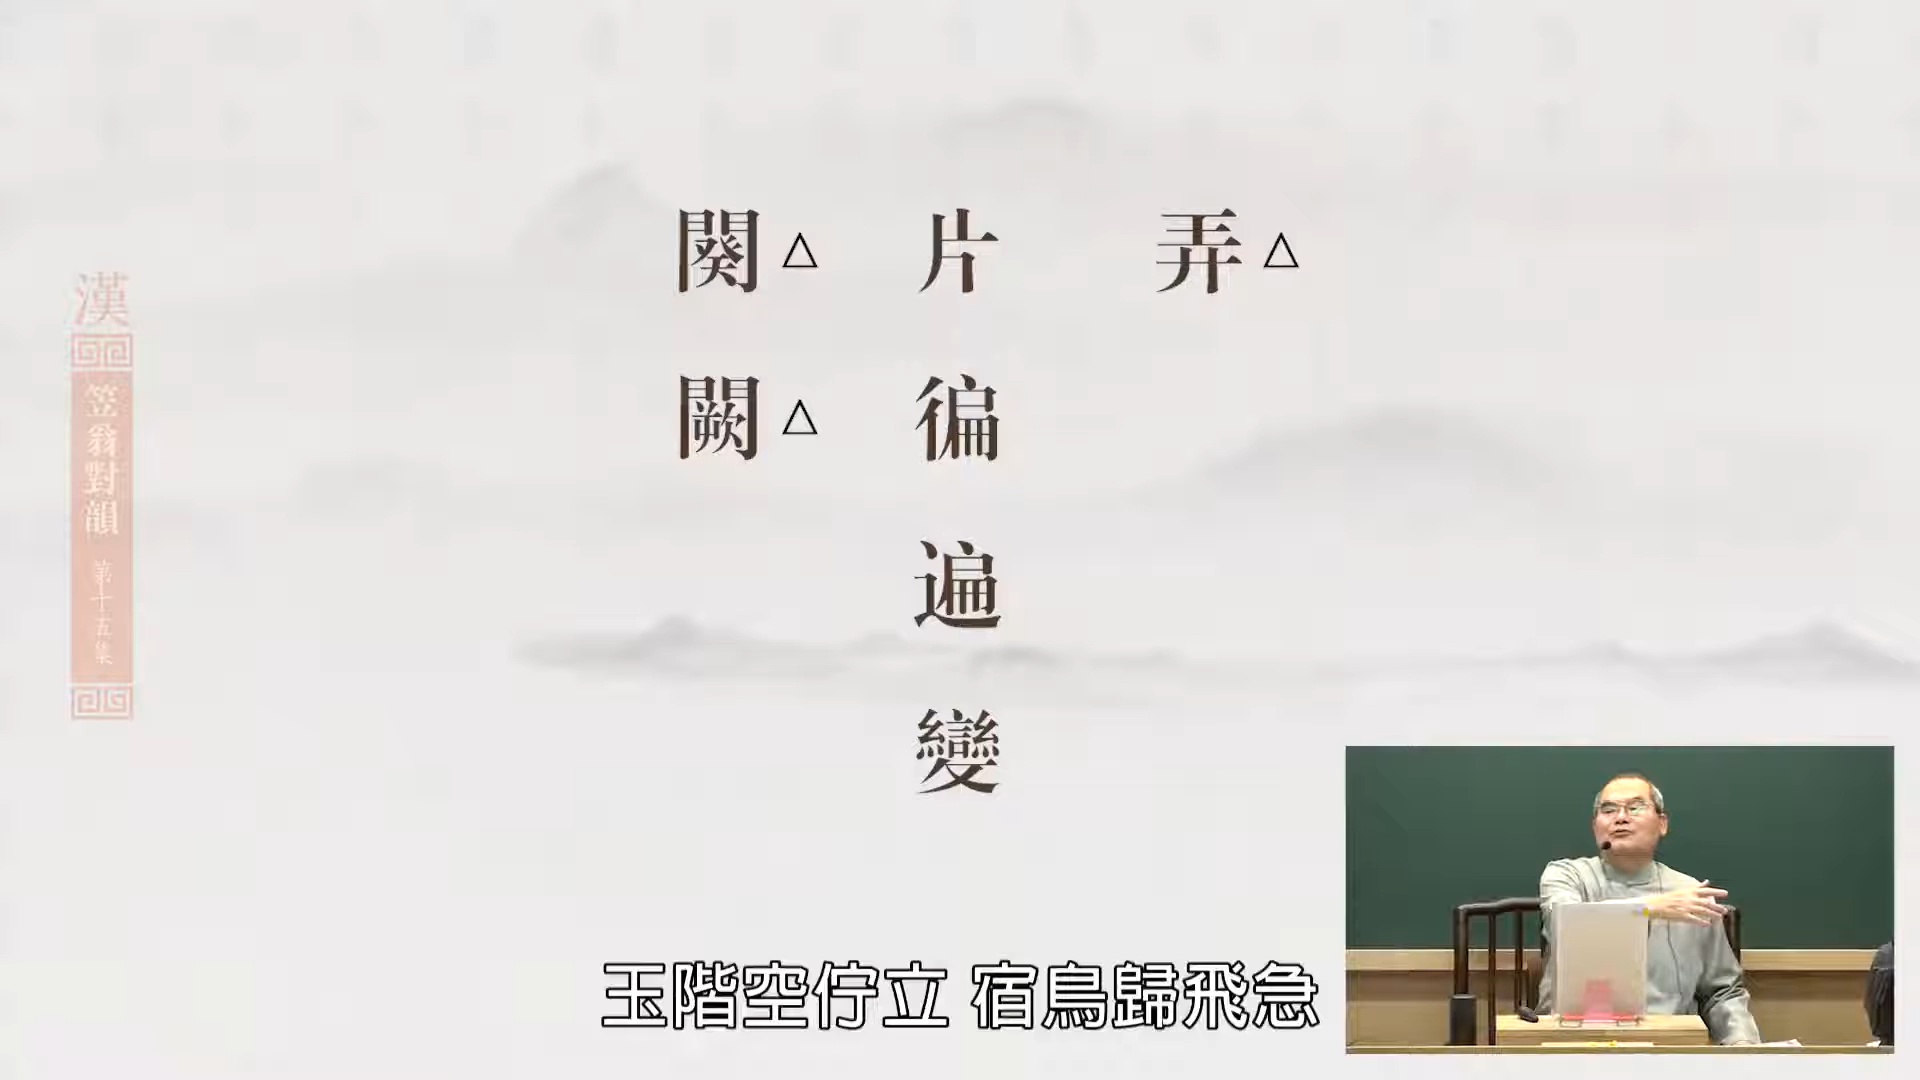 漢
笠翁對韻 第十五集
弄△
片徧遍變
闋△闕△
玉階空佇立 宿鳥歸飛急